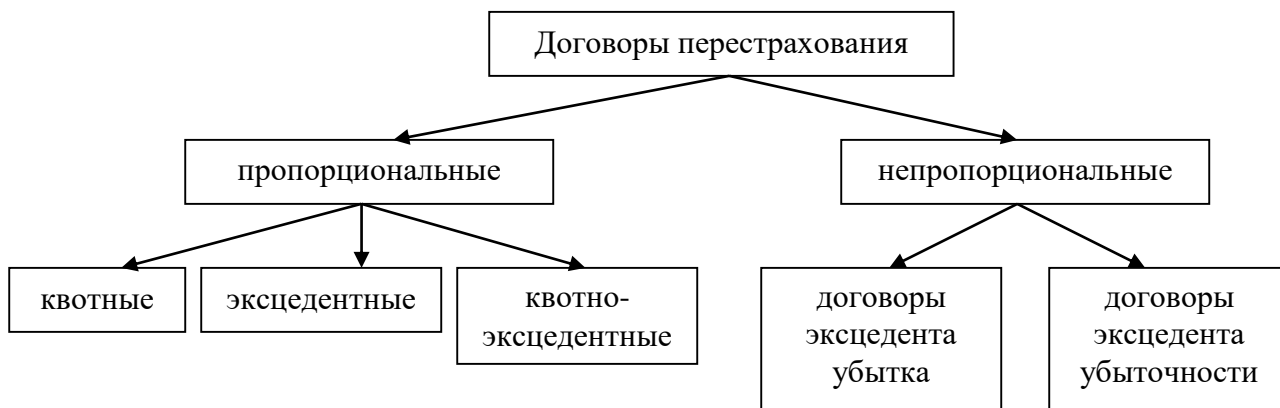 Договоры перестрахования
пропорциональные
непропорциональные
квотные
эксцедентные
квотно-
эксцедентные
договоры
эксцедента
убытка
договоры
эксцедента
убыточности